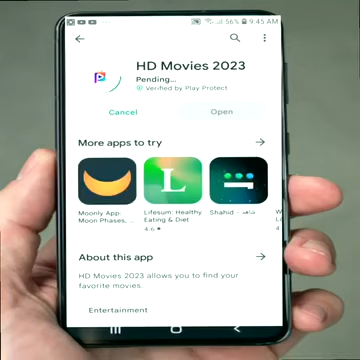 56% 9:45 AM
HD Movies 2023
Pending...
Verified by Play Protect
Cancel
Open
More apps to try
Moonly App:
Moon Phases, ...
Lifesum: Healthy
Eating & Diet
4.6
Shahid - شاهد
About this app
HD Movies 2023 allows you to find your
favorite movies.
Entertainment